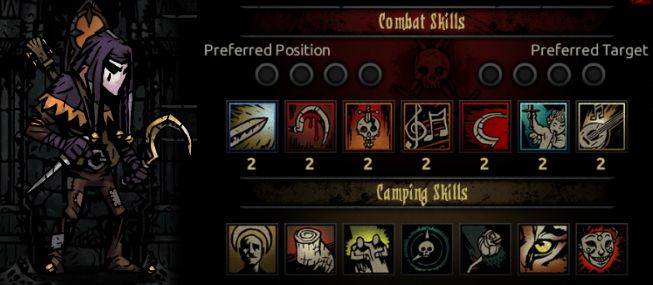 Combat Skills
Preferred Position Preferred Target
2 2 2 2 2 2 2
Camping Skills